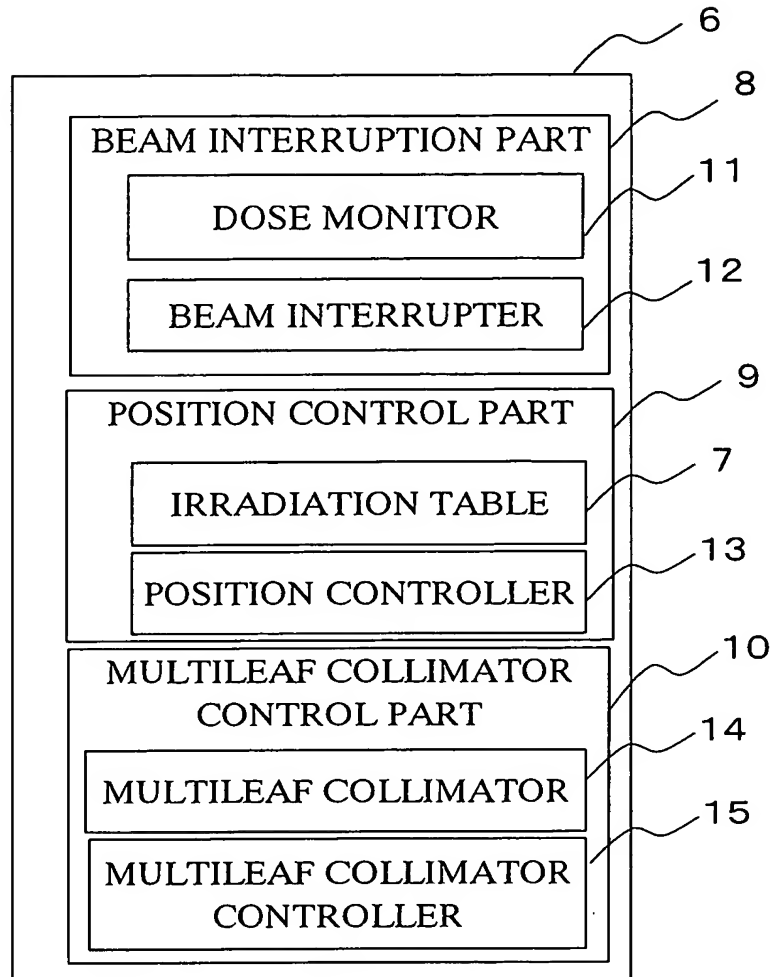 6
8
BEAM INTERRUPTION PART
11
DOSE MONITOR
12
BEAM INTERRUPTER
9
POSITION CONTROL PART
7
IRRADIATION TABLE
13
POSITION CONTROLLER
10
MULTILEAF COLLIMATOR
CONTROL PART
14
MULTILEAF COLLIMATOR
15
MULTILEAF COLLIMATOR
CONTROLLER